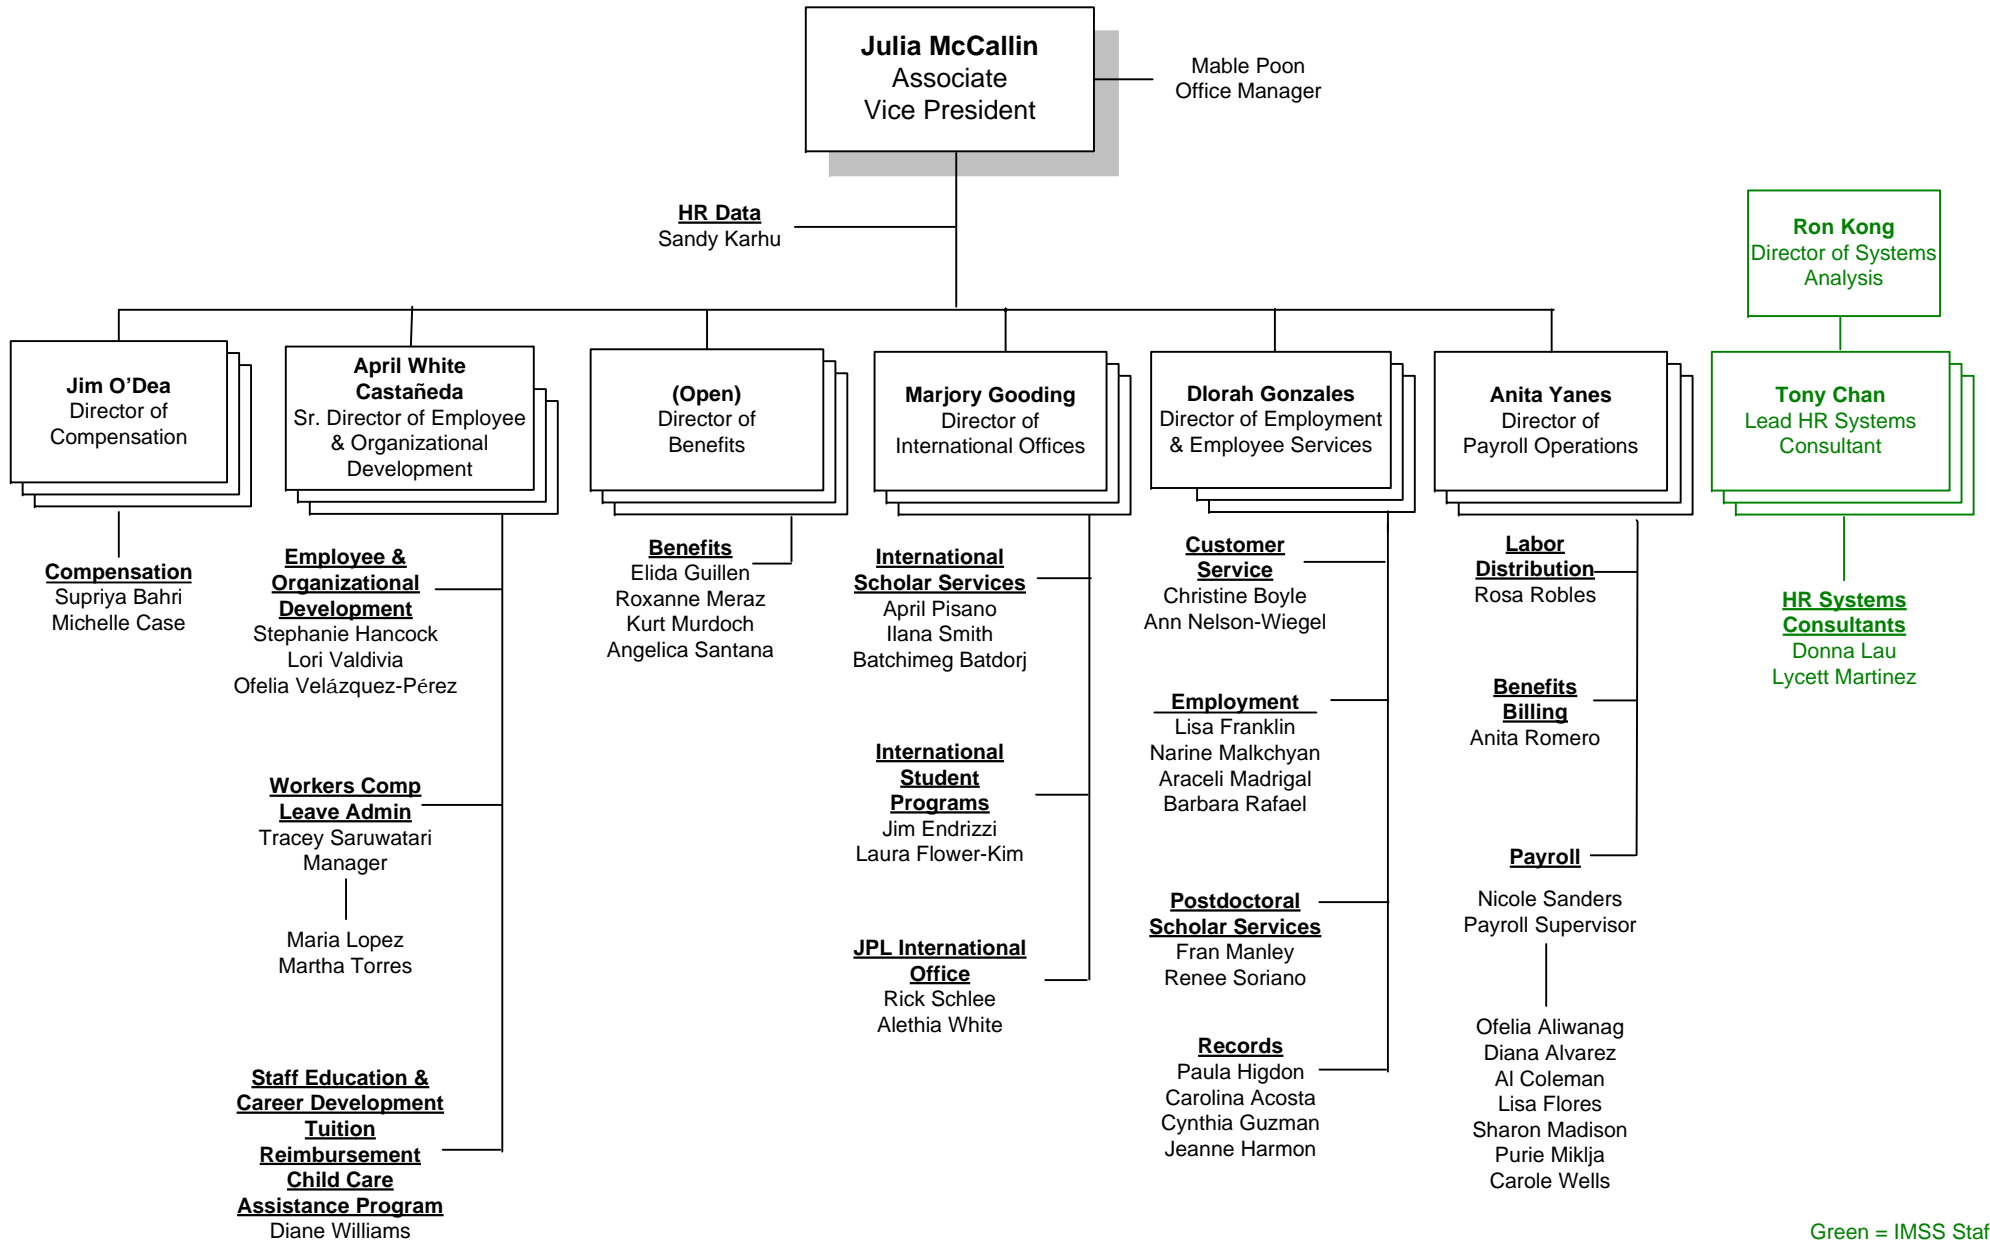 Julia McCallin
Associate
Vice President
Mable Poon
Office Manager
HR Data
Sandy Karhu
Ron Kong
Director of Systems
Analysis
Jim O’Dea
Director of
Compensation
April White
Castañeda
Sr. Director of Employee
& Organizational
Development
(Open)
Director of
Benefits
Marjory Gooding
Director of
International Offices
Dlorah Gonzales
Director of Employment
& Employee Services
Anita Yanes
Director of
Payroll Operations
Tony Chan
Lead HR Systems
Consultant
Compensation
Supriya Bahri
Michelle Case
Employee &
Organizational
Development
Stephanie Hancock
Lori Valdivia
Ofelia Velázquez-Pérez
Workers Comp
Leave Admin
Tracey Saruwatari
Manager
Maria Lopez
Martha Torres
Staff Education &
Career Development
Tuition
Reimbursement
Child Care
Assistance Program
Diane Williams
Benefits
Elida Guillen
Roxanne Meraz
Kurt Murdoch
Angelica Santana
International
Scholar Services
April Pisano
Ilana Smith
Batchimeg Batdorj
International
Student
Programs
Jim Endrizzi
Laura Flower-Kim
JPL International
Office
Rick Schlee
Alethia White
Customer
Service
Christine Boyle
Ann Nelson-Wiegel
Employment
Lisa Franklin
Narine Malkchyan
Araceli Madrigal
Barbara Rafael
Postdoctoral
Scholar Services
Fran Manley
Renee Soriano
Records
Paula Higdon
Carolina Acosta
Cynthia Guzman
Jeanne Harmon
Labor
Distribution
Rosa Robles
Benefits
Billing
Anita Romero
Payroll
Nicole Sanders
Payroll Supervisor
Ofelia Aliwanag
Diana Alvarez
Al Coleman
Lisa Flores
Sharon Madison
Purie Miklja
Carole Wells
HR Systems
Consultants
Donna Lau
Lycett Martinez
Green = IMSS Staf